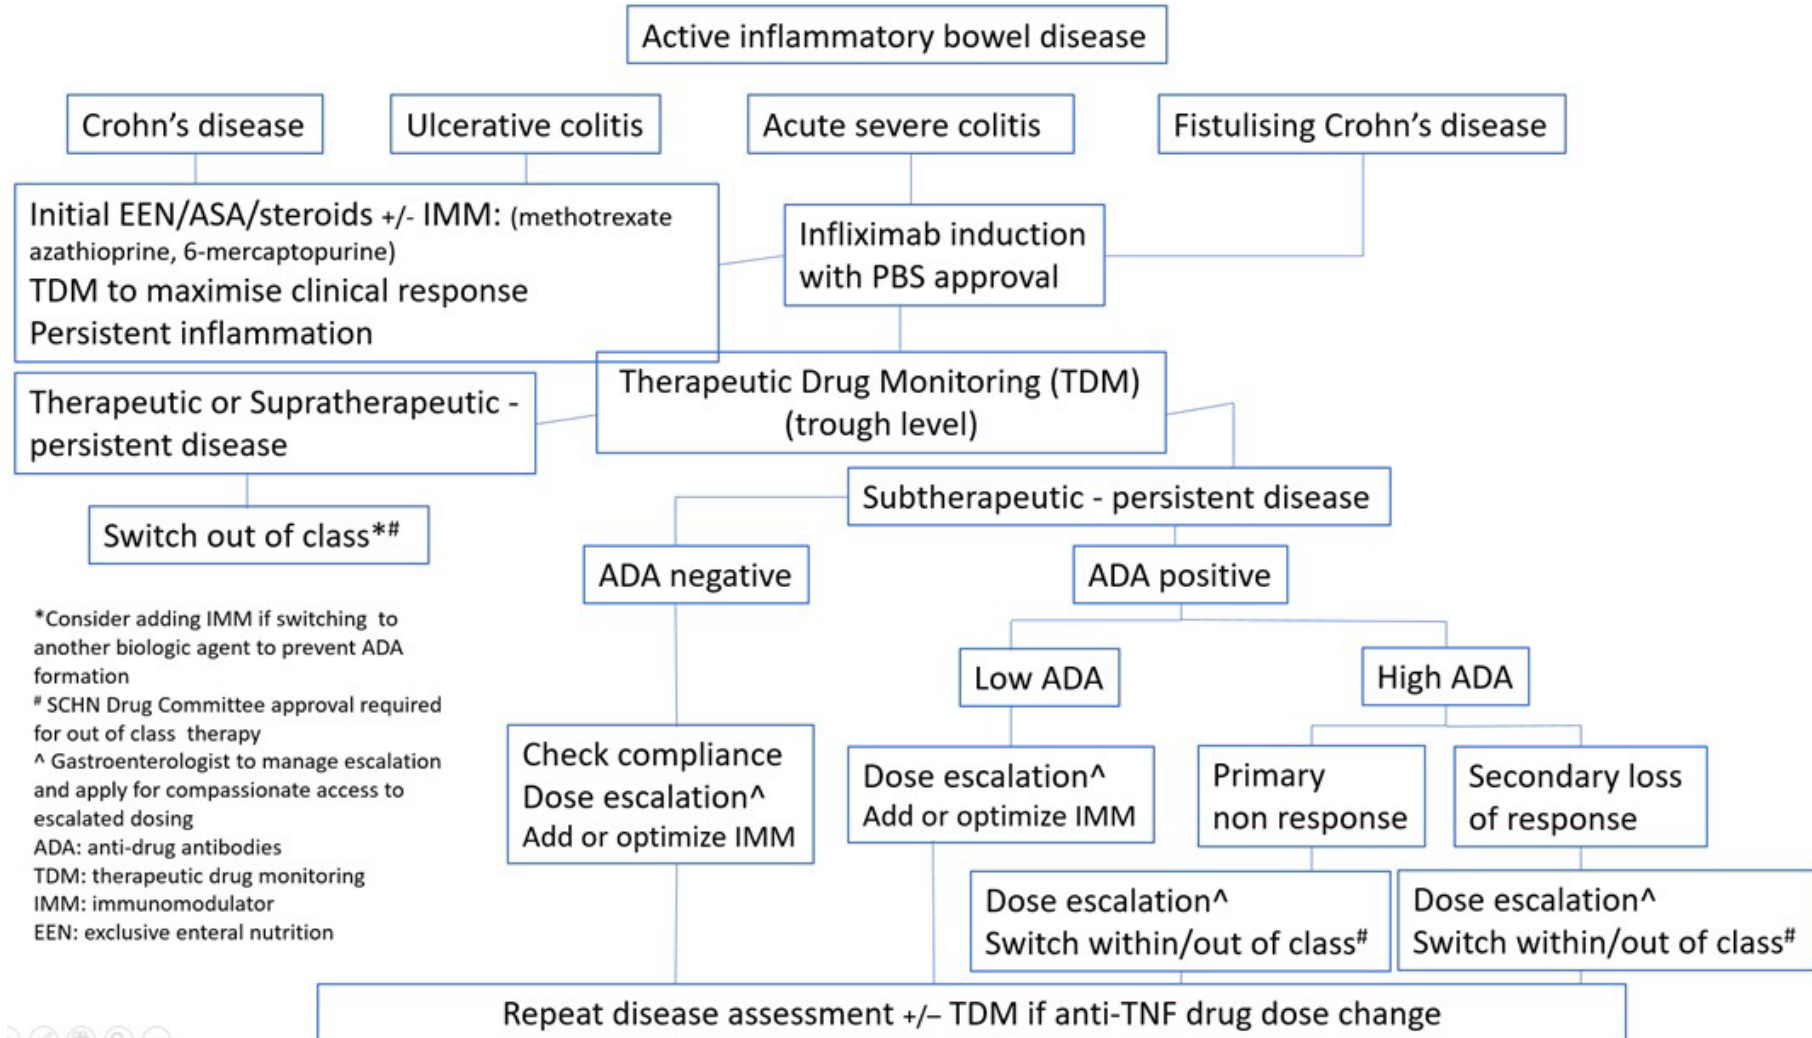 Active inflammatory bowel disease
Crohn's disease
Ulcerative colitis
Acute severe colitis
Fistulising Crohn's disease
Initial EEN/ASA/steroids +/- IMM: (methotrexate
azathioprine, 6-mercaptopurine)
TDM to maximise clinical response
Persistent inflammation
Infliximab induction
with PBS approval
Therapeutic Drug Monitoring (TDM)
(trough level)
Therapeutic or Supratherapeutic -
persistent disease
Switch out of class*#
Subtherapeutic - persistent disease
ADA negative
ADA positive
Low ADA
High ADA
Check compliance
Dose escalation^
Add or optimize IMM
Dose escalation^
Add or optimize IMM
Primary
non response
Secondary loss
of response
Dose escalation^
Switch within/out of class#
Dose escalation^
Switch within/out of class#
*Consider adding IMM if switching to
another biologic agent to prevent ADA
formation
# SCHN Drug Committee approval required
for out of class therapy
^ Gastroenterologist to manage escalation
and apply for compassionate access to
escalated dosing
ADA: anti-drug antibodies
TDM: therapeutic drug monitoring
IMM: immunomodulator
EEN: exclusive enteral nutrition
Repeat disease assessment +/– TDM if anti-TNF drug dose change